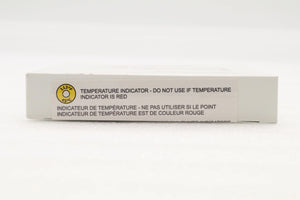 TEMPERATURE INDICATOR - DO NOT USE IF TEMPERATURE
INDICATOR IS RED
INDICATEUR DE TEMPÉRATURE - NE PAS UTILISER SI LE POINT
INDICATEUR DE TEMPÉRATURE EST DE COULEUR ROUGE